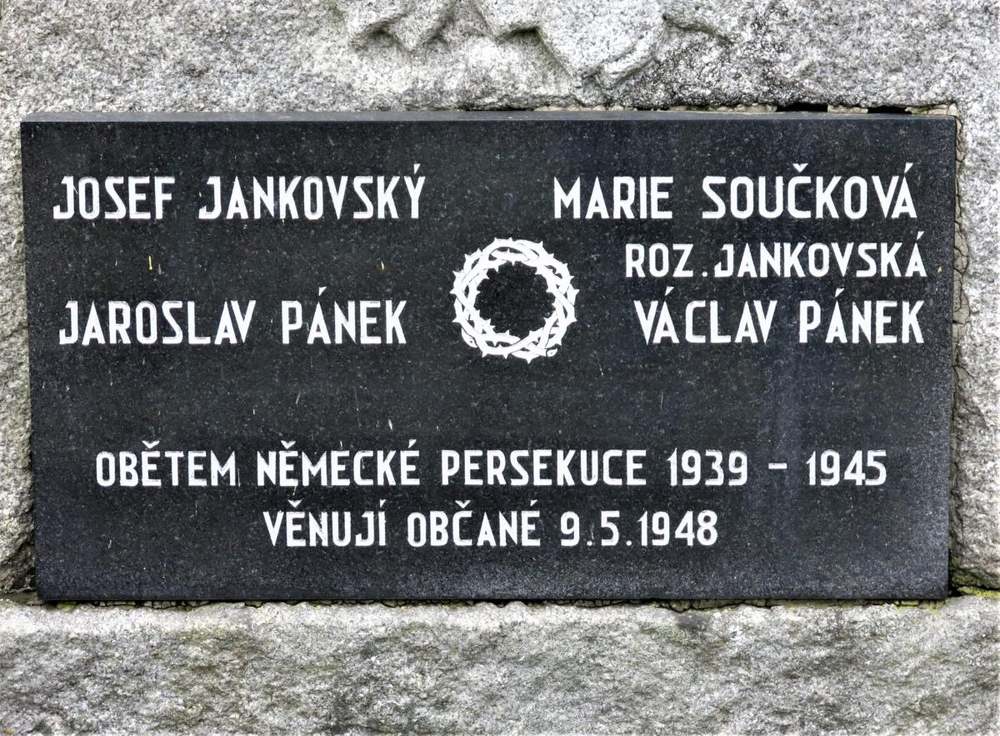 JOSEF JANKOVSKÝ
MARIE SOUČKOVÁ
ROZ. JANKOVSKÁ
JAROSLAV PÁNEK
VÁCLAV PÁNEK
OBĚTEM NĚMECKÉ PERSEKUCE 1939 - 1945
VĚNUJÍ OBČANÉ 9.5.1948